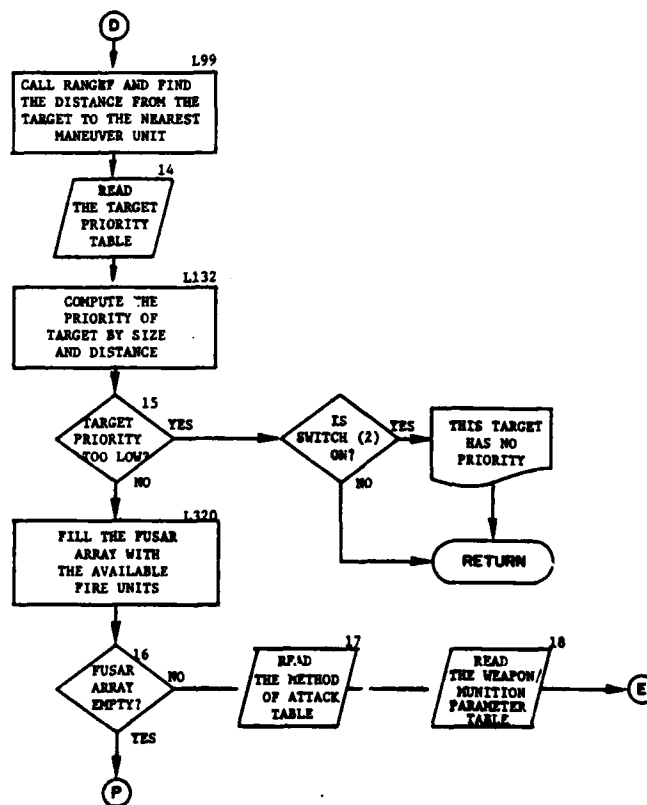 D
L99
CALL RANGEF AND FIND
THE DISTANCE FROM THE
TARGET TO THE NEAREST
MANEUVER UNIT
14
READ
THE TARGET
PRIORITY
TABLE
L132
COMPUTE THE
PRIORITY OF
TARGET BY SIZE
AND DISTANCE
15
TARGET
PRIORITY
TOO LOW?
YES
NO
IS
SWITCH (2)
ON?
YES
NO
THIS TARGET
HAS NO
PRIORITY
RETURN
L320
FILL THE FUSAR
ARRAY WITH
THE AVAILABLE
FIRE UNITS
16
FUSAR
ARRAY
EMPTY?
NO
YES
17
READ
THE METHOD
OF ATTACK
TABLE
18
READ
THE WEAPON/
MUNITION
PARAMETER
TABLE
E
P